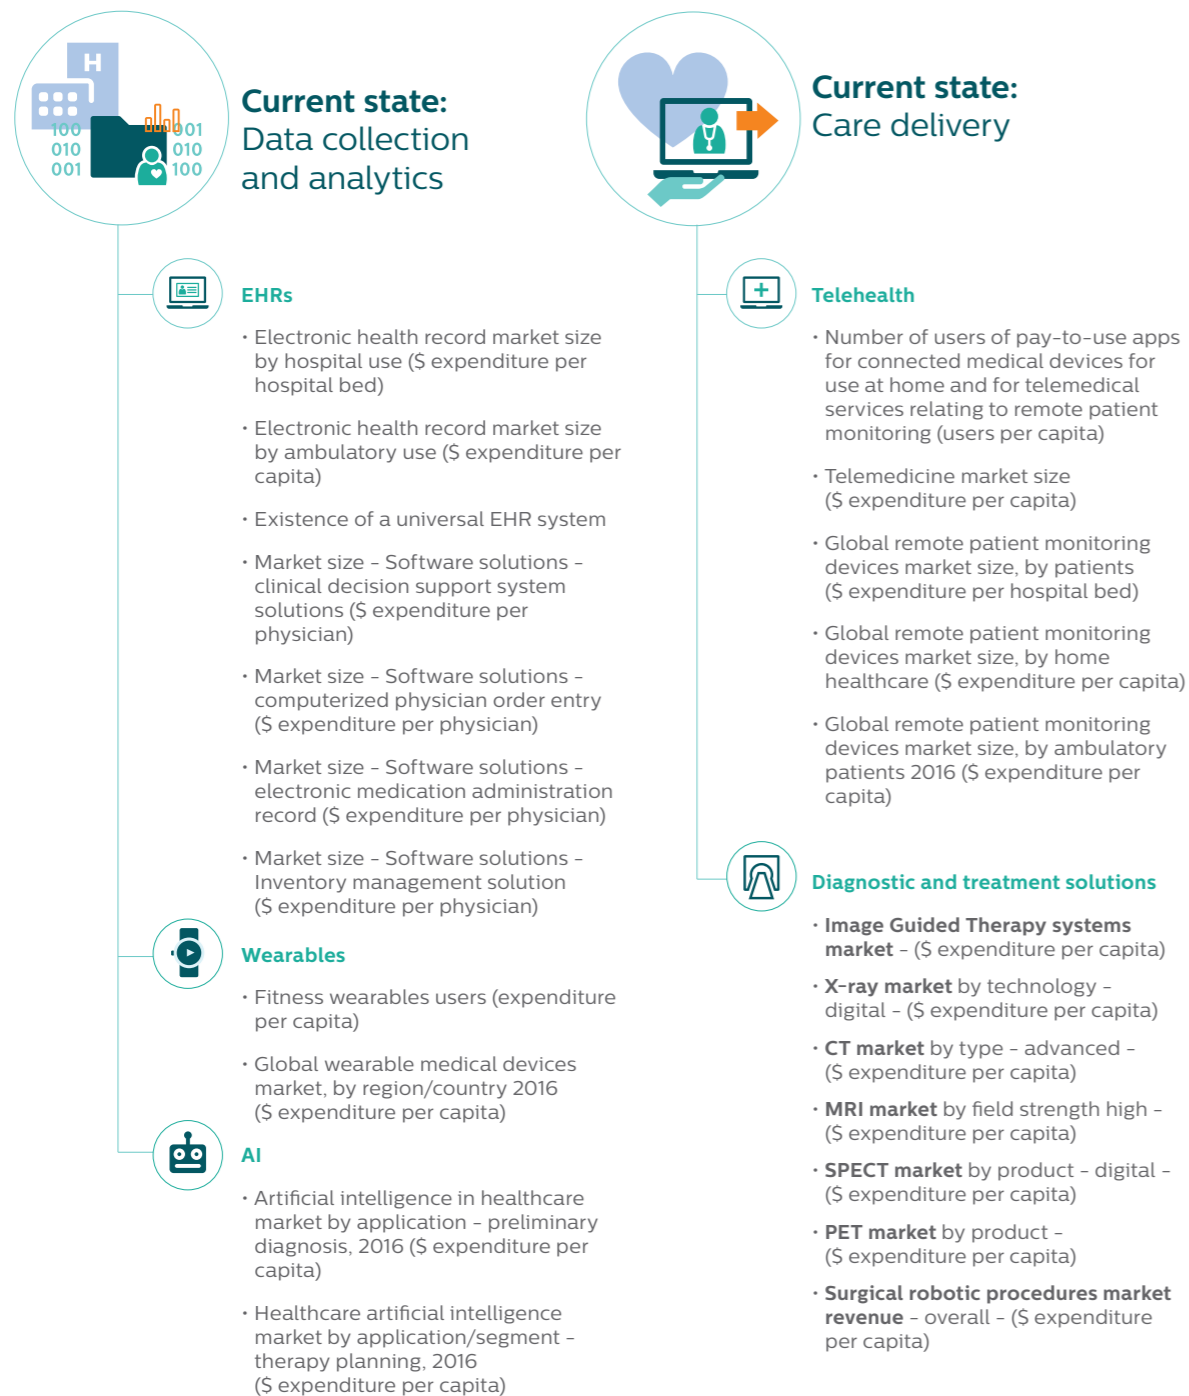 H
100 001
010 010
001 100
Current state:
Data collection
and analytics
EHRs
• Electronic health record market size
by hospital use ($ expenditure per
hospital bed)
• Electronic health record market size
by ambulatory use ($ expenditure per
capita)
• Existence of a universal EHR system
• Market size – Software solutions –
clinical decision support system
solutions ($ expenditure per
physician)
• Market size – Software solutions –
computerized physician order entry
($ expenditure per physician)
• Market size – Software solutions –
electronic medication administration
record ($ expenditure per physician)
• Market size – Software solutions –
Inventory management solution
($ expenditure per physician)
Wearables
• Fitness wearables users (expenditure
per capita)
• Global wearable medical devices
market, by region/country 2016
($ expenditure per capita)
AI
• Artificial intelligence in healthcare
market by application – preliminary
diagnosis, 2016 ($ expenditure per
capita)
• Healthcare artificial intelligence
market by application/segment –
therapy planning, 2016
($ expenditure per capita)
Current state:
Care delivery
Telehealth
• Number of users of pay-to-use apps
for connected medical devices for
use at home and for telemedical
services relating to remote patient
monitoring (users per capita)
• Telemedicine market size
($ expenditure per capita)
• Global remote patient monitoring
devices market size, by patients
($ expenditure per hospital bed)
• Global remote patient monitoring
devices market size, by home
healthcare ($ expenditure per capita)
• Global remote patient monitoring
devices market size, by ambulatory
patients 2016 ($ expenditure per
capita)
Diagnostic and treatment solutions
• Image Guided Therapy systems
market – ($ expenditure per capita)
• X-ray market by technology –
digital – ($ expenditure per capita)
• CT market by type – advanced –
($ expenditure per capita)
• MRI market by field strength high –
($ expenditure per capita)
• SPECT market by product – digital –
($ expenditure per capita)
• PET market by product –
($ expenditure per capita)
• Surgical robotic procedures market
revenue – overall – ($ expenditure
per capita)